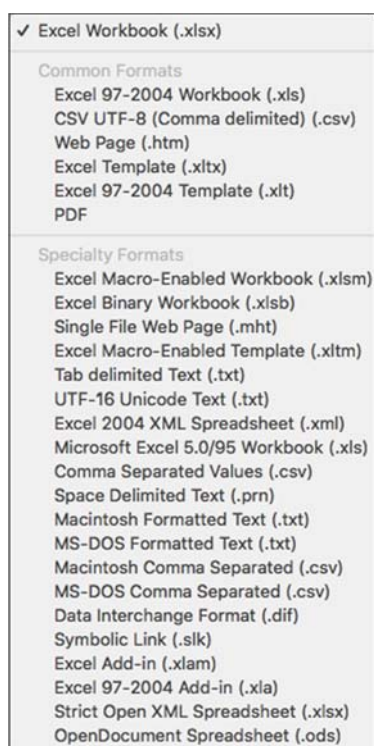 ✓ Excel Workbook (.xlsx)
Common Formats
Excel 97-2004 Workbook (.xls)
CSV UTF-8 (Comma delimited) (.csv)
Web Page (.htm)
Excel Template (.xltx)
Excel 97-2004 Template (.xlt)
PDF
Specialty Formats
Excel Macro-Enabled Workbook (.xlsm)
Excel Binary Workbook (.xlsb)
Single File Web Page (.mht)
Excel Macro-Enabled Template (.xltm)
Tab delimited Text (.txt)
UTF-16 Unicode Text (.txt)
Excel 2004 XML Spreadsheet (.xml)
Microsoft Excel 5.0/95 Workbook (.xls)
Comma Separated Values (.csv)
Space Delimited Text (.prn)
Macintosh Formatted Text (.txt)
MS-DOS Formatted Text (.txt)
Macintosh Comma Separated (.csv)
MS-DOS Comma Separated (.csv)
Data Interchange Format (.dif)
Symbolic Link (.slk)
Excel Add-in (.xlam)
Excel 97-2004 Add-in (.xla)
Strict Open XML Spreadsheet (.xlsx)
OpenDocument Spreadsheet (.ods)